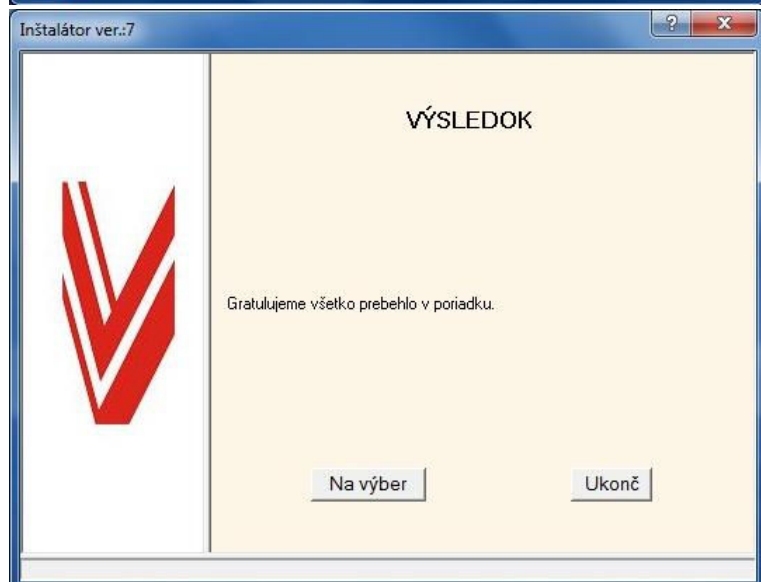 Inštalátor ver.:7
VÝSLEDOK
Gratulujeme všetko prebehlo v poriadku.
Na výber
Ukonč